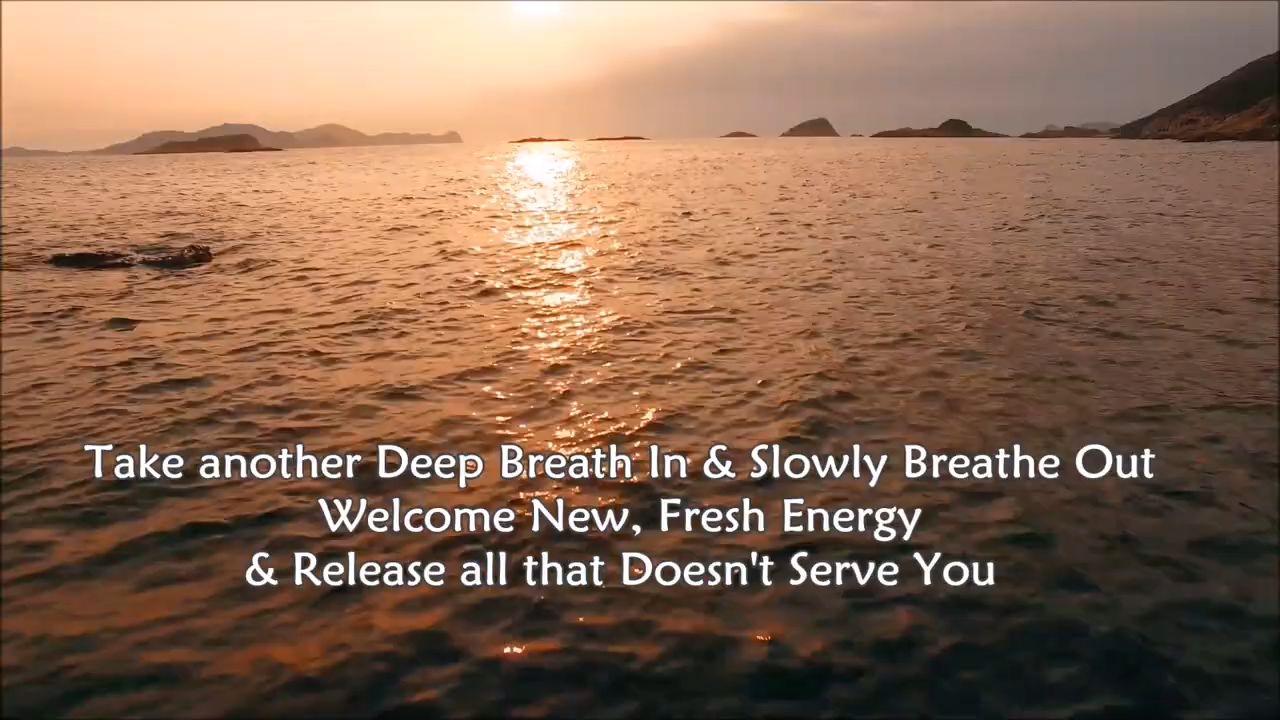 Take another Deep Breath In & Slowly Breathe Out
Welcome New, Fresh Energy
& Release all that Doesn't Serve You